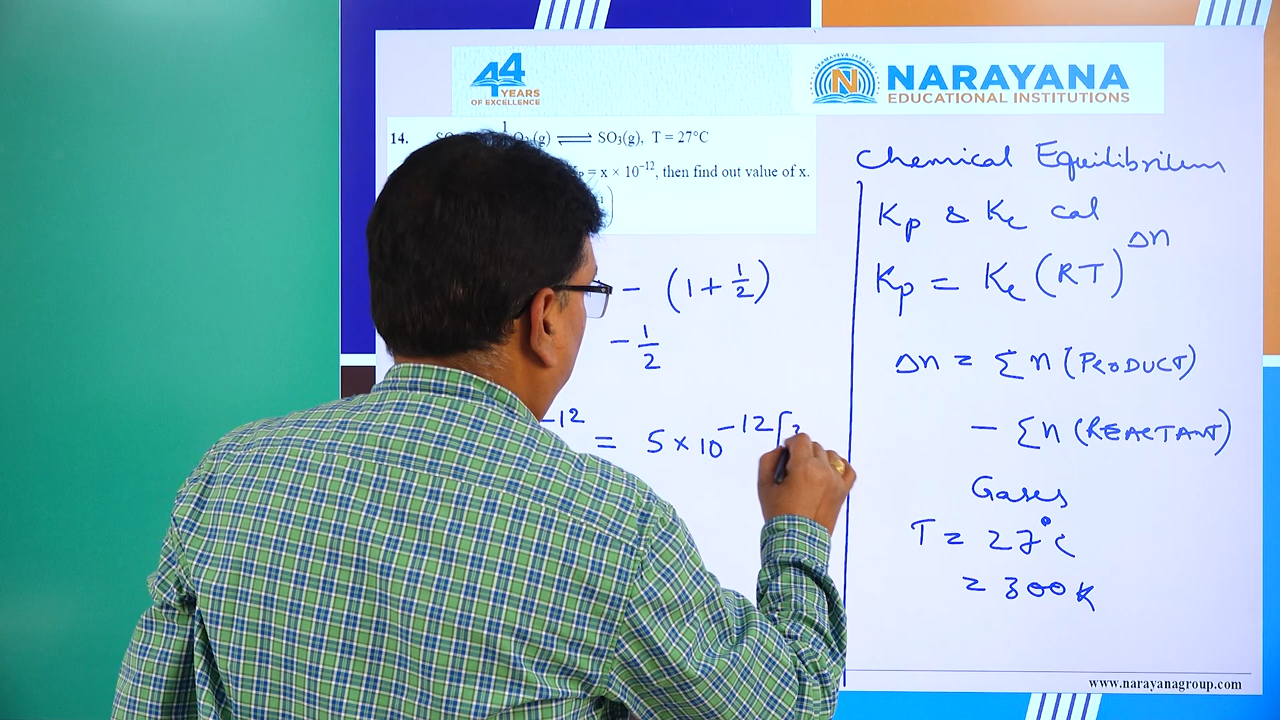 44
YEARS
OF EXCELLENCE
NARAYANA
EDUCATIONAL INSTITUTIONS
14. (g) ⇌ SO₃(g), T = 27°C
= x × 10⁻¹², then find out value of x.
Chemical Equilibrium
Kp & Kc cal
Kp = Kc (RT)^Δn
Δn = Σn (PRODUCT)
- Σn (REACTANT)
Gases
T = 27°C
= 300K
- (1 + 1/2)
- 1/2
⁻¹² = 5 × 10⁻¹² [
www.narayanagroup.com